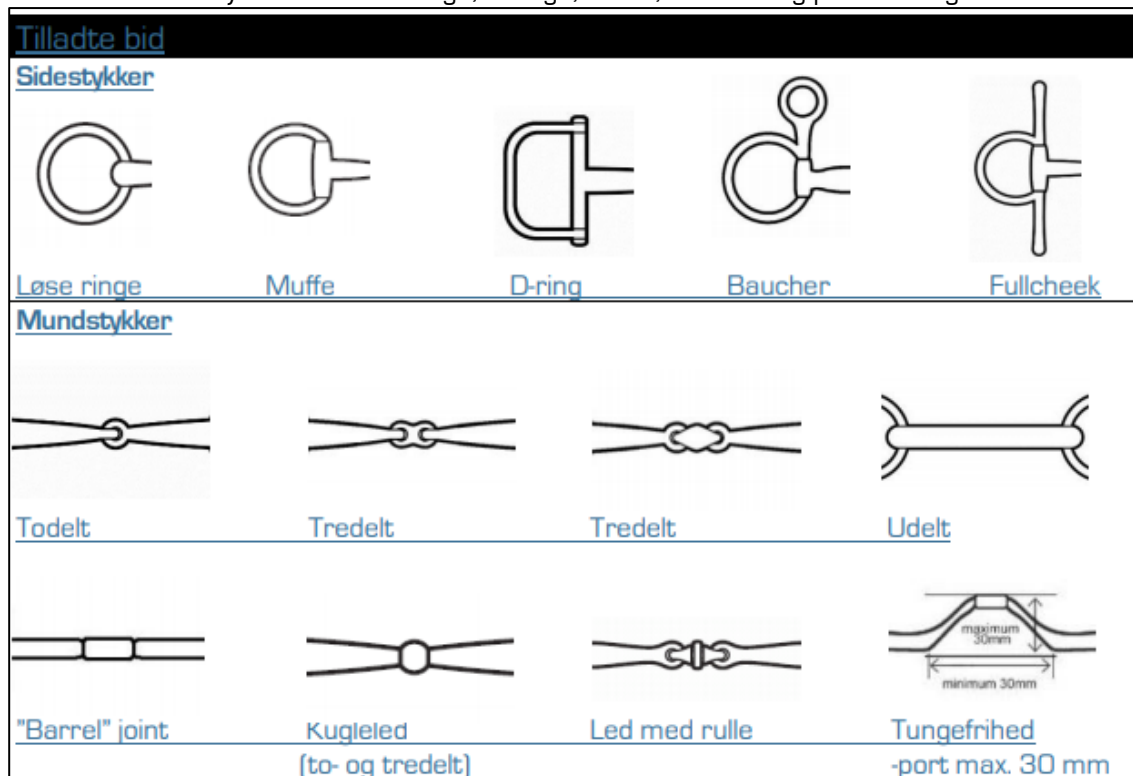 Tilladte bid
Sidestykker
Løse ringe Muffe D-ring Baucher Fullcheek
Mundstykker
Todelt Tredelt Tredelt Udelt
maximum
30mm
minimum 30mm
"Barrel" joint Kugleled Led med rulle Tungefrihed
(to- og tredelt) -port max. 30 mm